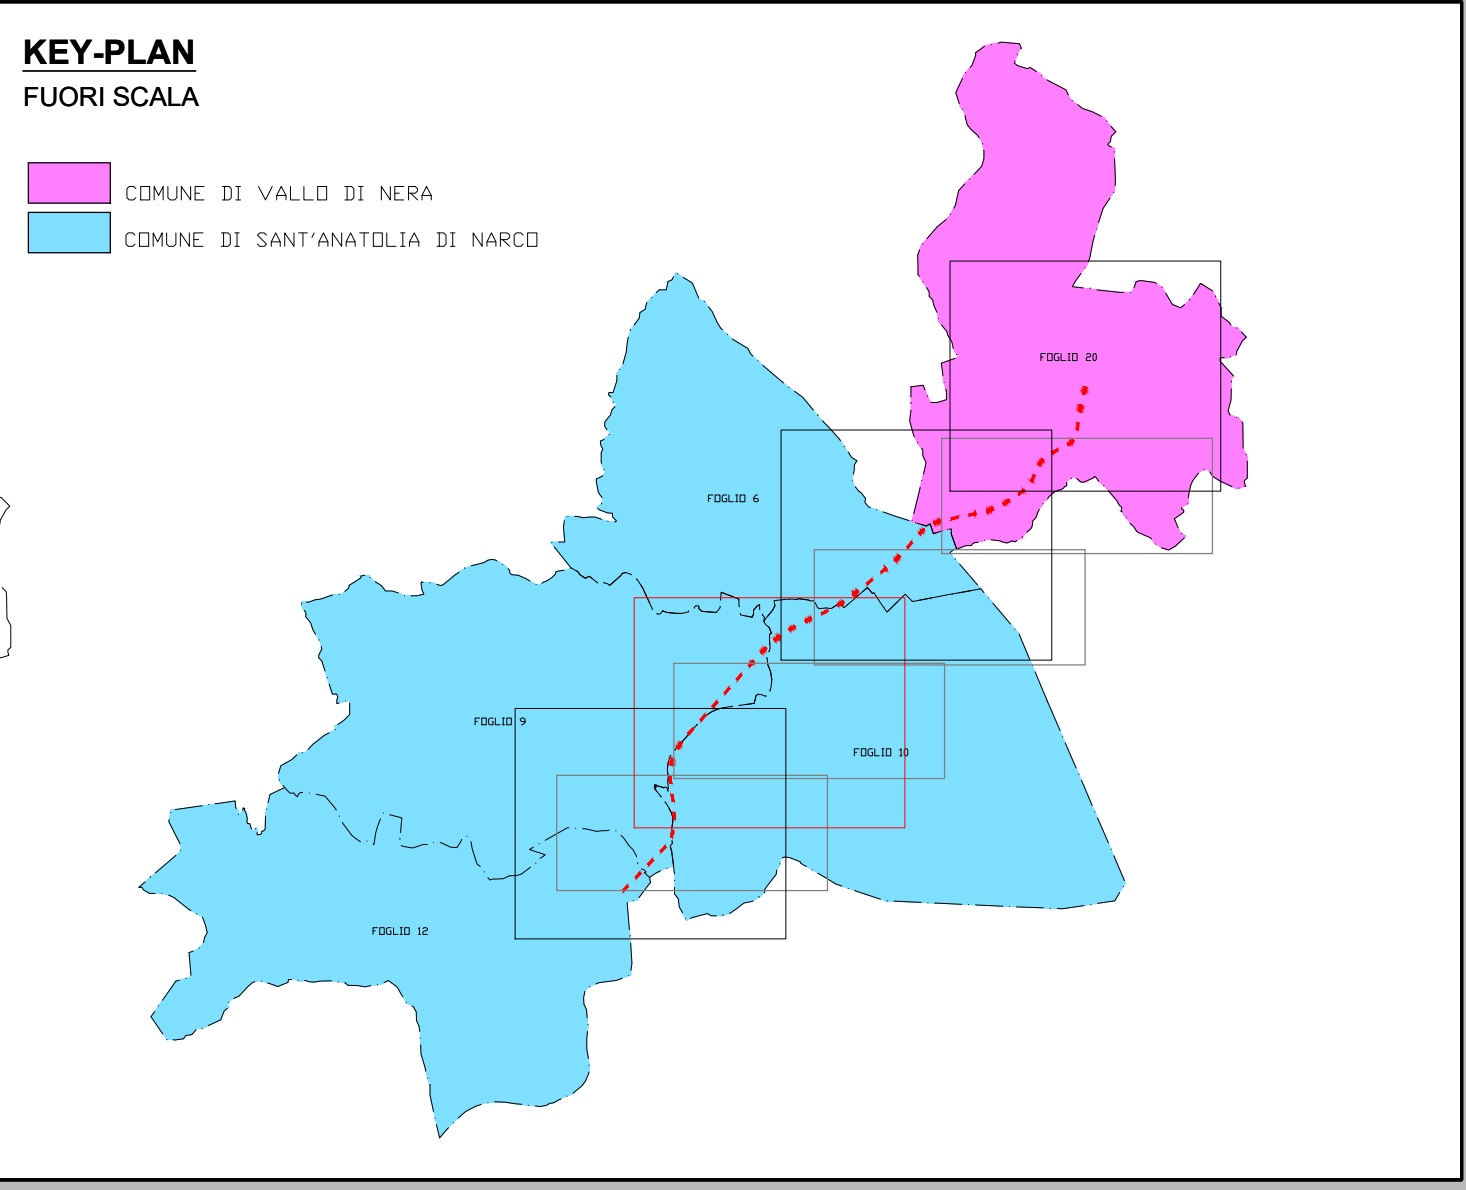 KEY-PLAN
FUORI SCALA
COMUNE DI VALLO DI NERA
COMUNE DI SANT'ANATOLIA DI NARCO
FOGLIO 20
FOGLIO 6
FOGLIO 9
FOGLIO 10
FOGLIO 12